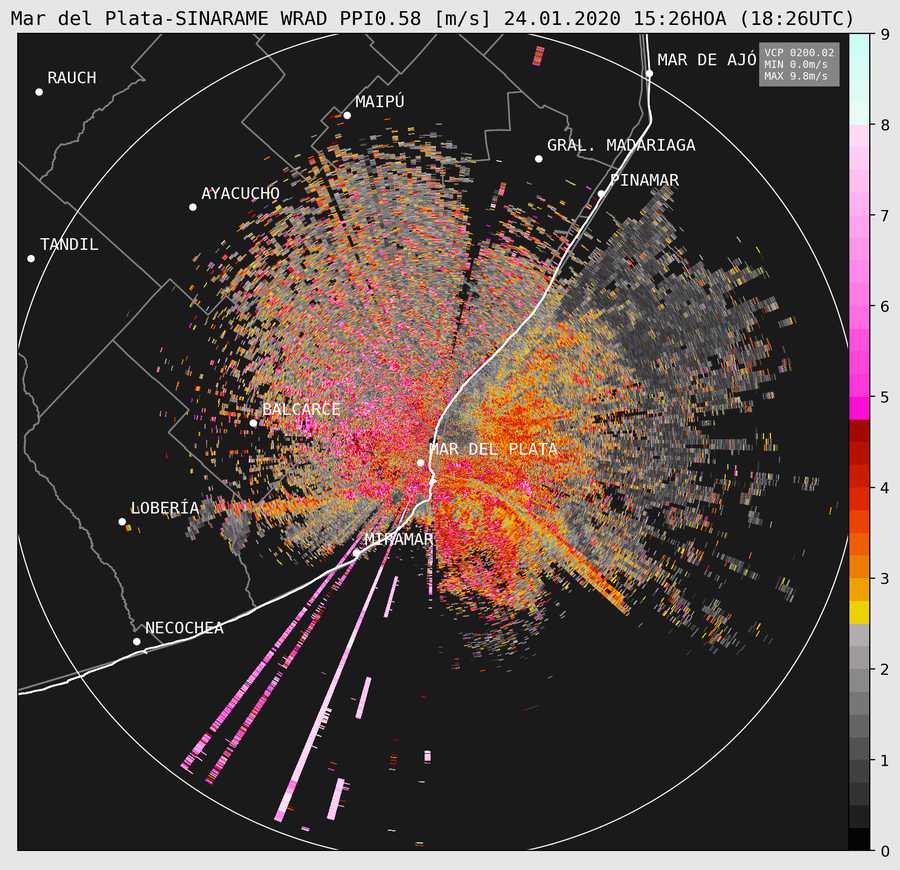 Mar del Plata-SINARAME WRAD PPI0.58 [m/s] 24.01.2020 15:26HOA (18:26UTC)
VCP 0200.02
MIN 0.0m/s
MAX 9.8m/s
RAUCH
MAIPÚ
MAR DE AJÓ
GRAL. MADARIAGA
PINAMAR
AYACUCHO
TANDIL
BALCARCE
MAR DEL PLATA
LOBERÍA
MIRAMAR
NECOCHEA
9
8
7
6
5
4
3
2
1
0